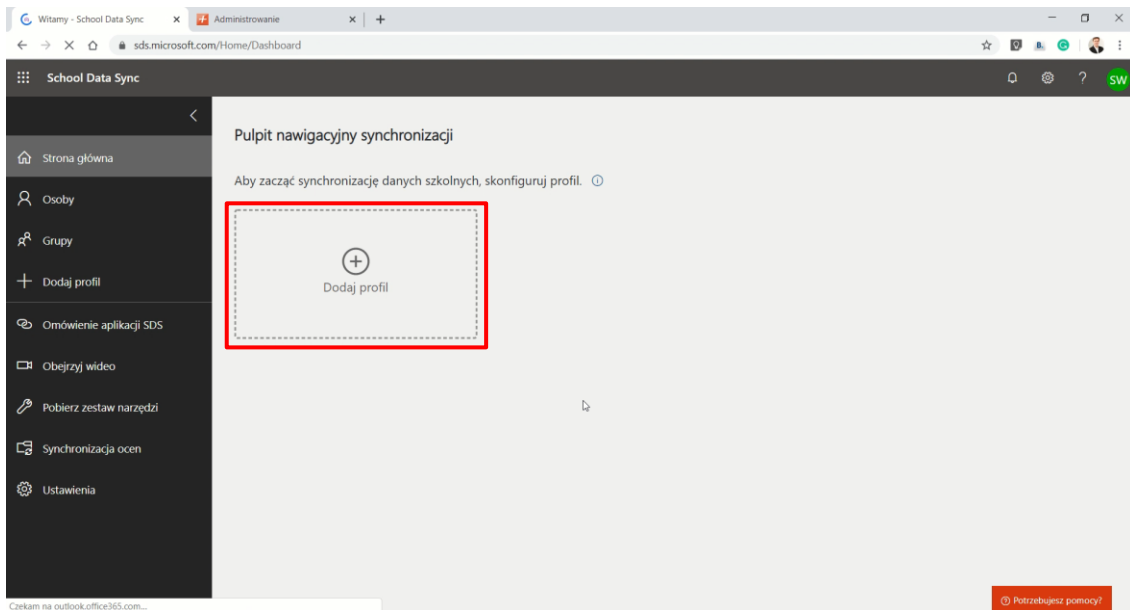 Witamy - School Data Sync
Administrowanie
sds.microsoft.com/Home/Dashboard
School Data Sync
SW
Pulpit nawigacyjny synchronizacji
Strona główna
Aby zacząć synchronizację danych szkolnych, skonfiguruj profil.
Osoby
Grupy
Dodaj profil
Dodaj profil
Omówienie aplikacji SDS
Obejrzyj wideo
Pobierz zestaw narzędzi
Synchronizacja ocen
Ustawienia
Czekam na outlook.office365.com...
Potrzebujesz pomocy?